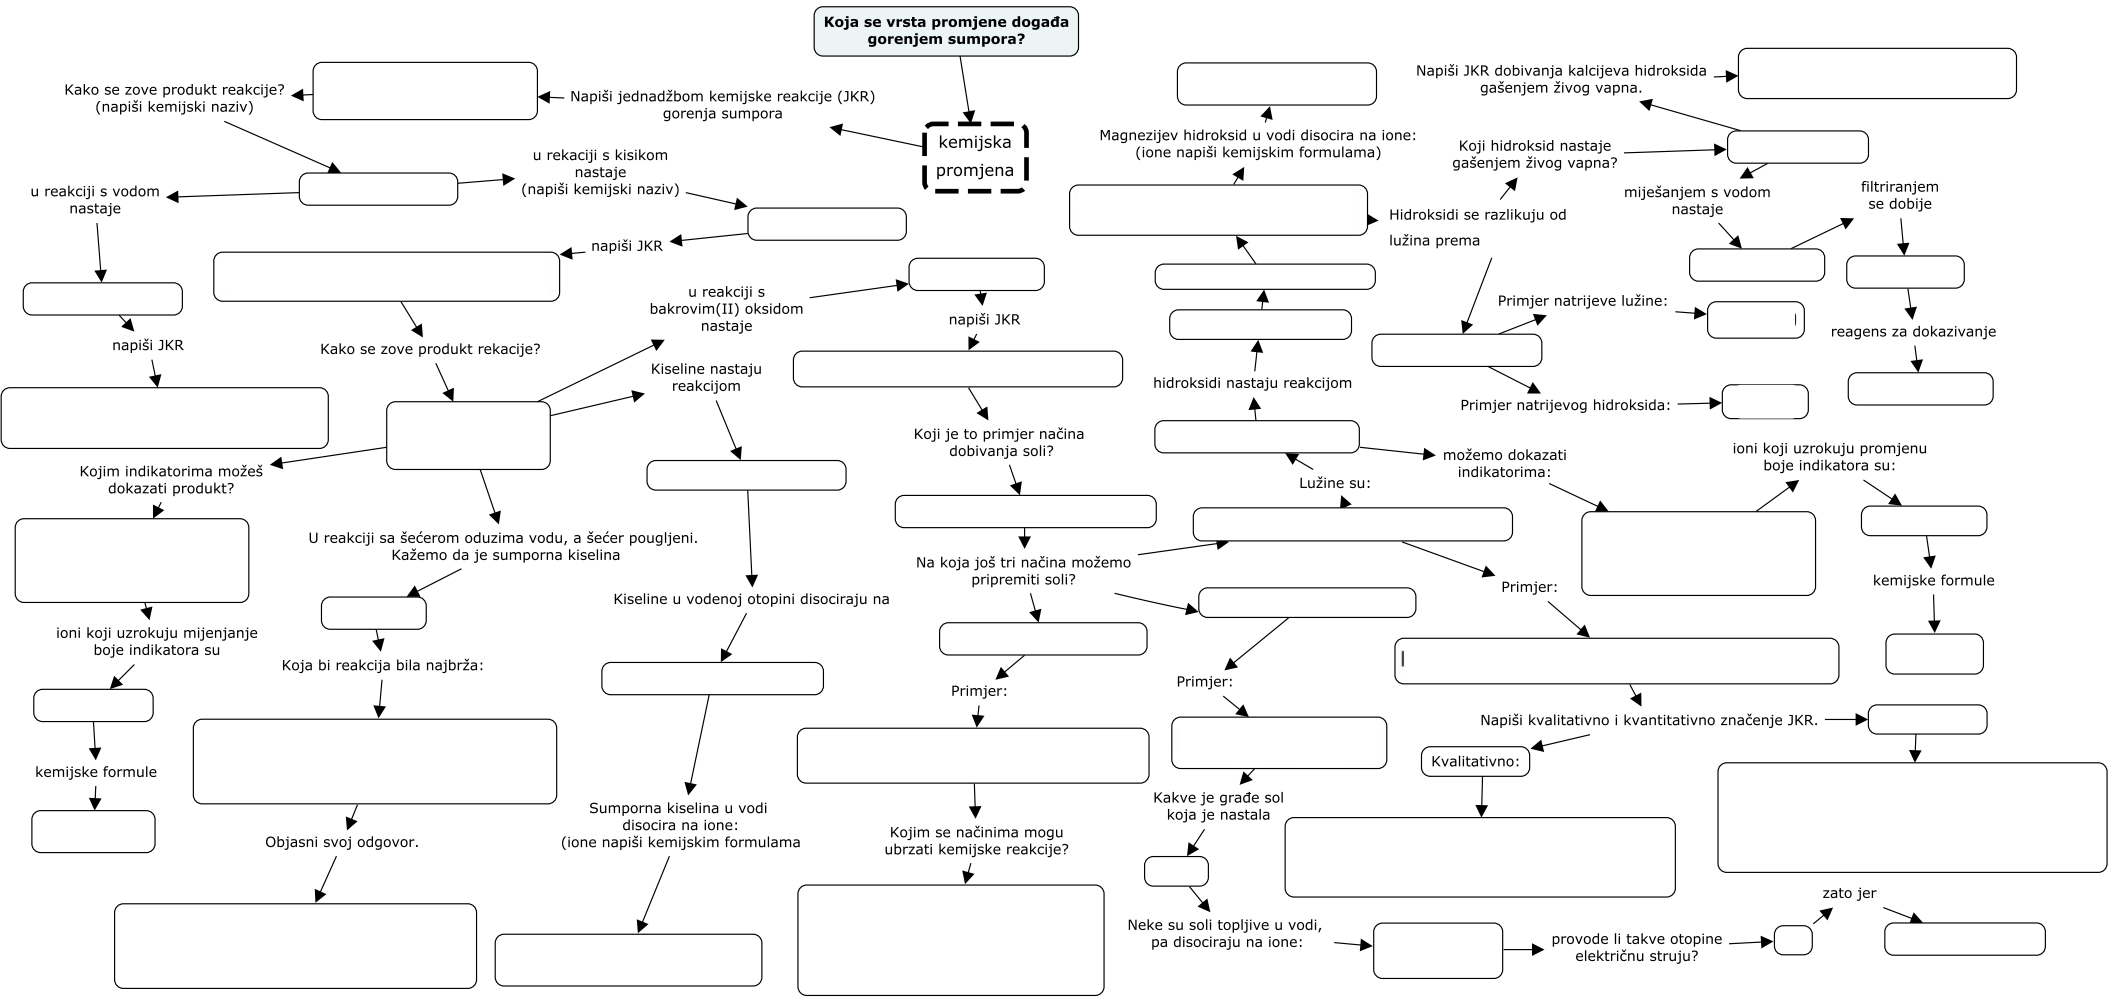 Koja se vrsta promjene događa
gorenjem sumpora?
kemijska
promjena
Napiši jednadžbom kemijske reakcije (JKR)
gorenja sumpora
Kako se zove produkt reakcije?
(napiši kemijski naziv)
u rekaciji s kisikom
nastaje
(napiši kemijski naziv)
u reakciji s vodom
nastaje
napiši JKR
napiši JKR
Kako se zove produkt rekacije?
u reakciji s
bakrovim(II) oksidom
nastaje
napiši JKR
Kiseline nastaju
reakcijom
Kojim indikatorima možeš
dokazati produkt?
U reakciji sa šećerom oduzima vodu, a šećer pougljeni.
Kažemo da je sumporna kiselina
ioni koji uzrokuju mijenjanje
boje indikatora su
kemijske formule
Koja bi reakcija bila najbrža:
Objasni svoj odgovor.
Kiseline u vodenoj otopini disociraju na
Sumporna kiselina u vodi
disocira na ione:
(ione napiši kemijskim formulama
Koji je to primjer načina
dobivanja soli?
Na koja još tri načina možemo
pripremiti soli?
Primjer:
Kojim se načinima mogu
ubrzati kemijske reakcije?
Primjer:
Kakve je građe sol
koja je nastala
Neke su soli topljive u vodi,
pa disociraju na ione:
provode li takve otopine
električnu struju?
zato jer
Primjer:
Napiši kvalitativno i kvantitativno značenje JKR.
Kvalitativno:
Lužine su:
možemo dokazati
indikatorima:
ioni koji uzrokuju promjenu
boje indikatora su:
kemijske formule
hidroksidi nastaju reakcijom
Magnezijev hidroksid u vodi disocira na ione:
(ione napiši kemijskim formulama)
Hidroksidi se razlikuju od
lužina prema
Koji hidroksid nastaje
gašenjem živog vapna?
Napiši JKR dobivanja kalcijeva hidroksida
gašenjem živog vapna.
miješanjem s vodom
nastaje
filtriranjem
se dobije
reagens za dokazivanje
Primjer natrijeve lužine:
Primjer natrijevog hidroksida: